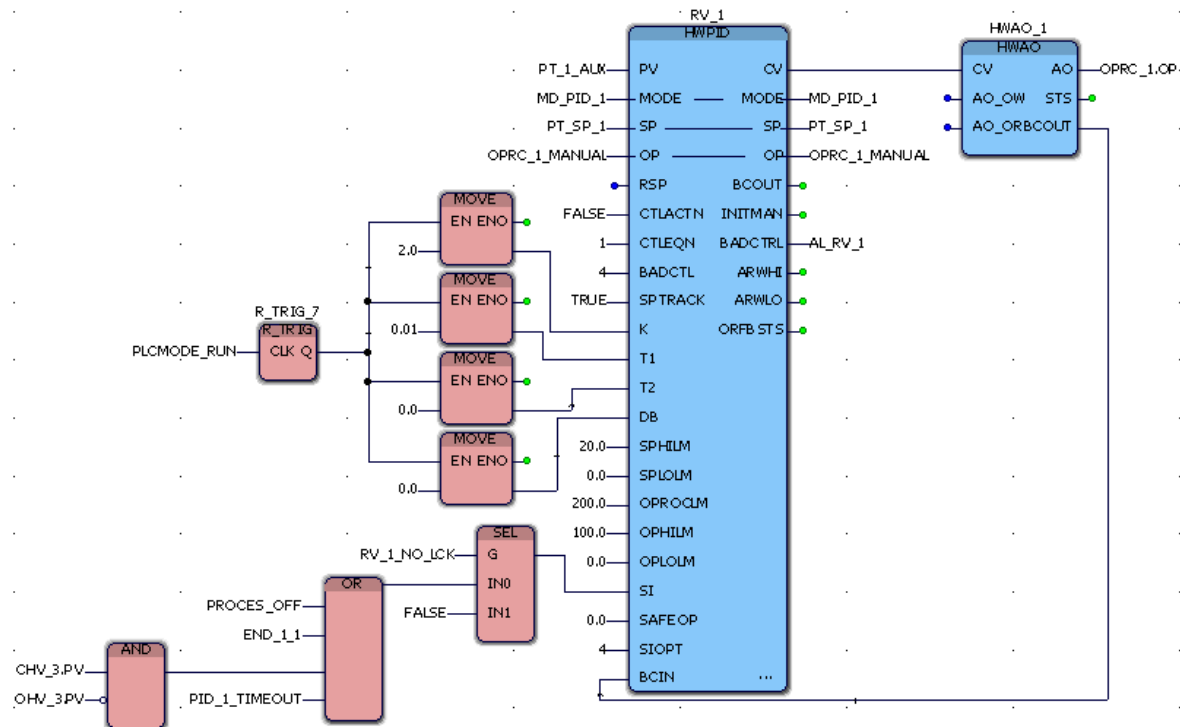 RV_1
HWPID
HWAO_1
HWAO
PT_1_AUX PV CV CV AO OPRC_1.OP
MD_PID_1 MODE MODE MD_PID_1 AO_OW STS
PT_SP_1 SP SP PT_SP_1 AO_OR BCOUT
OPRC_1_MANUAL OP OP OPRC_1_MANUAL
RSP BCOUT
MOVE
FALSE CTLACTN INITMAN
EN ENO
1 CTLEQN BADCTRL AL_RV_1
2.0
4 BADCTL ARWHI
MOVE
TRUE SPTRACK ARWLO
EN ENO
R_TRIG_7
0.01 K ORFBSTS
R_TRIG
PLCMODE_RUN CLK Q
MOVE
T1
EN ENO
T2
0.0
DB
MOVE
20.0 SPHILM
EN ENO
0.0 SPLOLM
0.0
200.0 OPROCLM
SEL
100.0 OPHILM
RV_1_NO_LCK G
0.0 OPLOLM
OR
IN0
SI
PROCES_OFF
FALSE IN1
0.0 SAFEOP
END_1_1
4 SIOPT
AND
CHV_3.PV
BCIN ...
OHV_3.PV
PID_1_TIMEOUT